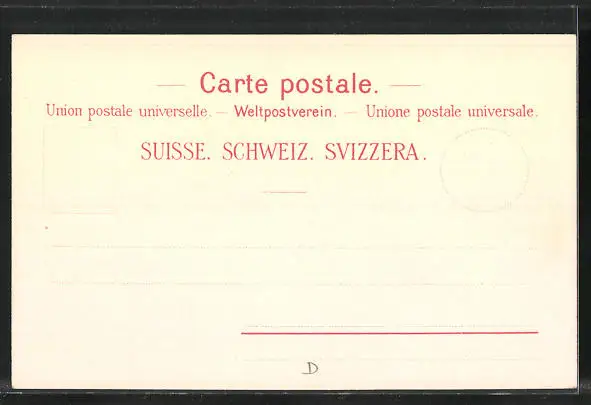 — Carte postale. —
Union postale universelle. — Weltpostverein. — Unione postale universale.
SUISSE. SCHWEIZ. SVIZZERA.
D